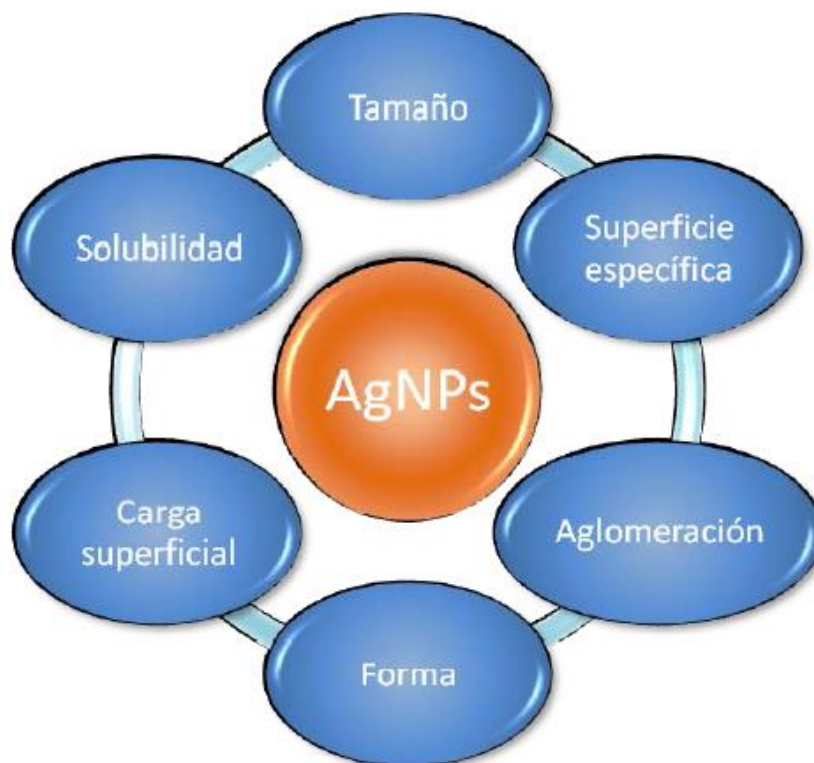 Tamaño
Superficie
específica
Aglomeración
Forma
Carga
superficial
Solubilidad
AgNPs